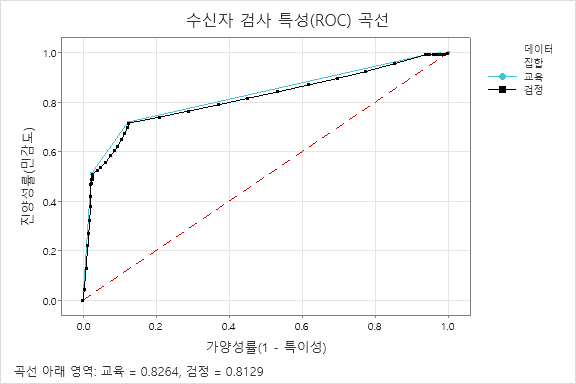 수신자 검사 특성(ROC) 곡선
데이터
집합
교육
검정
진양성률(민감도)
1.0
0.8
0.6
0.4
0.2
0.0
0.0 0.2 0.4 0.6 0.8 1.0
가양성률(1 - 특이성)
곡선 아래 영역: 교육 = 0.8264, 검정 = 0.8129